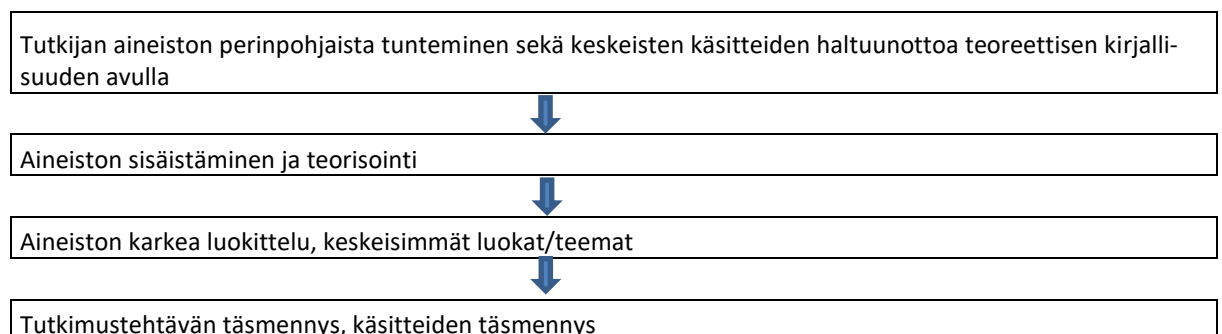 Tutkijan aineiston perinpohjaista tunteminen sekä keskeisten käsitteiden haltuunottoa teoreettisen kirjalli-
suuden avulla
Aineiston sisäistäminen ja teorisointi
Aineiston karkea luokittelu, keskeisimmät luokat/teemat
Tutkimustehtävän täsmennys, käsitteiden täsmennys